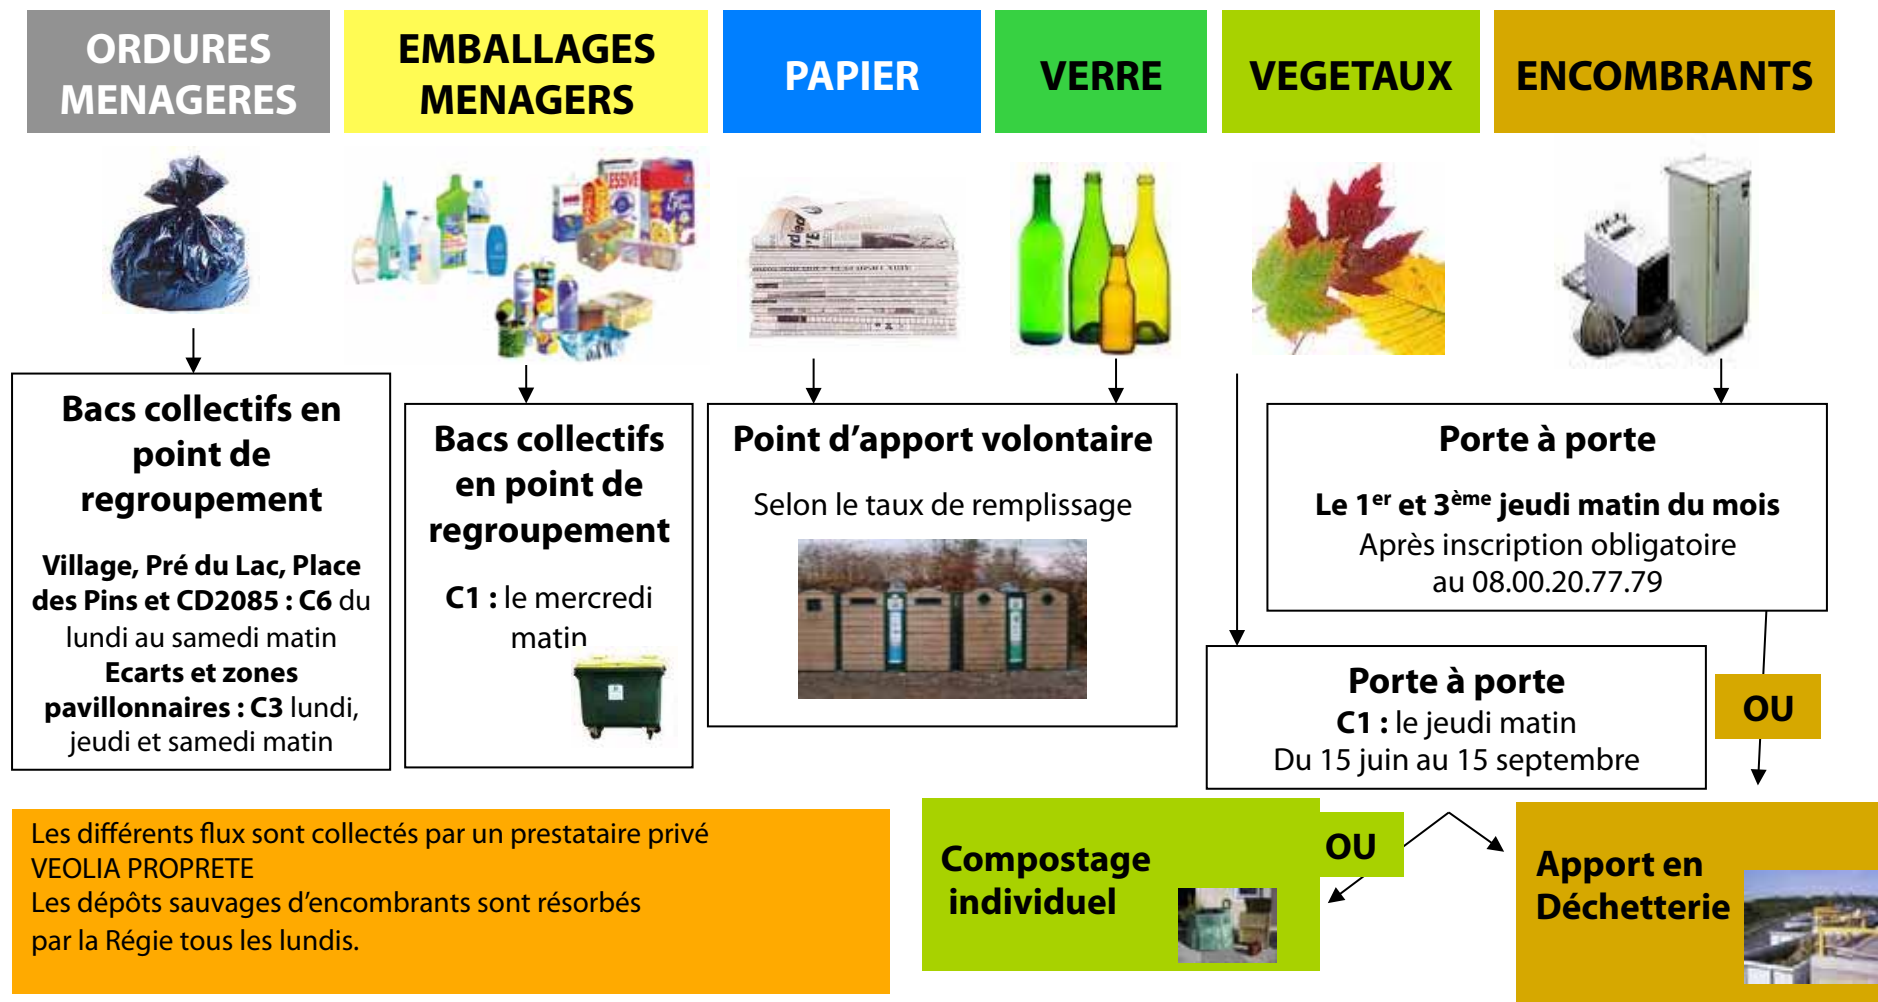 ORDURES
MENAGERES
EMBALLAGES
MENAGERS
PAPIER
VERRE
VEGETAUX
ENCOMBRANTS
Bacs collectifs en
point de
regroupement
Village, Pré du Lac, Place
des Pins et CD2085 : C6 du
lundi au samedi matin
Ecarts et zones
pavillonnaires : C3 lundi,
jeudi et samedi matin
Bacs collectifs
en point de
regroupement
C1 : le mercredi
matin
Point d’apport volontaire
Selon le taux de remplissage
Porte à porte
Le 1er et 3ème jeudi matin du mois
Après inscription obligatoire
au 08.00.20.77.79
Porte à porte
C1 : le jeudi matin
Du 15 juin au 15 septembre
OU
Les différents flux sont collectés par un prestataire privé
VEOLIA PROPRETE
Les dépôts sauvages d’encombrants sont résorbés
par la Régie tous les lundis.
Compostage
individuel
OU
Apport en
Déchetterie